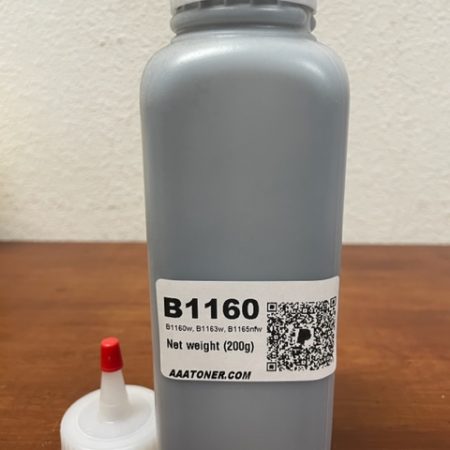 B1160
B1160w, B1163w, B1165nfw
Net weight (200g)
AAATONER.COM